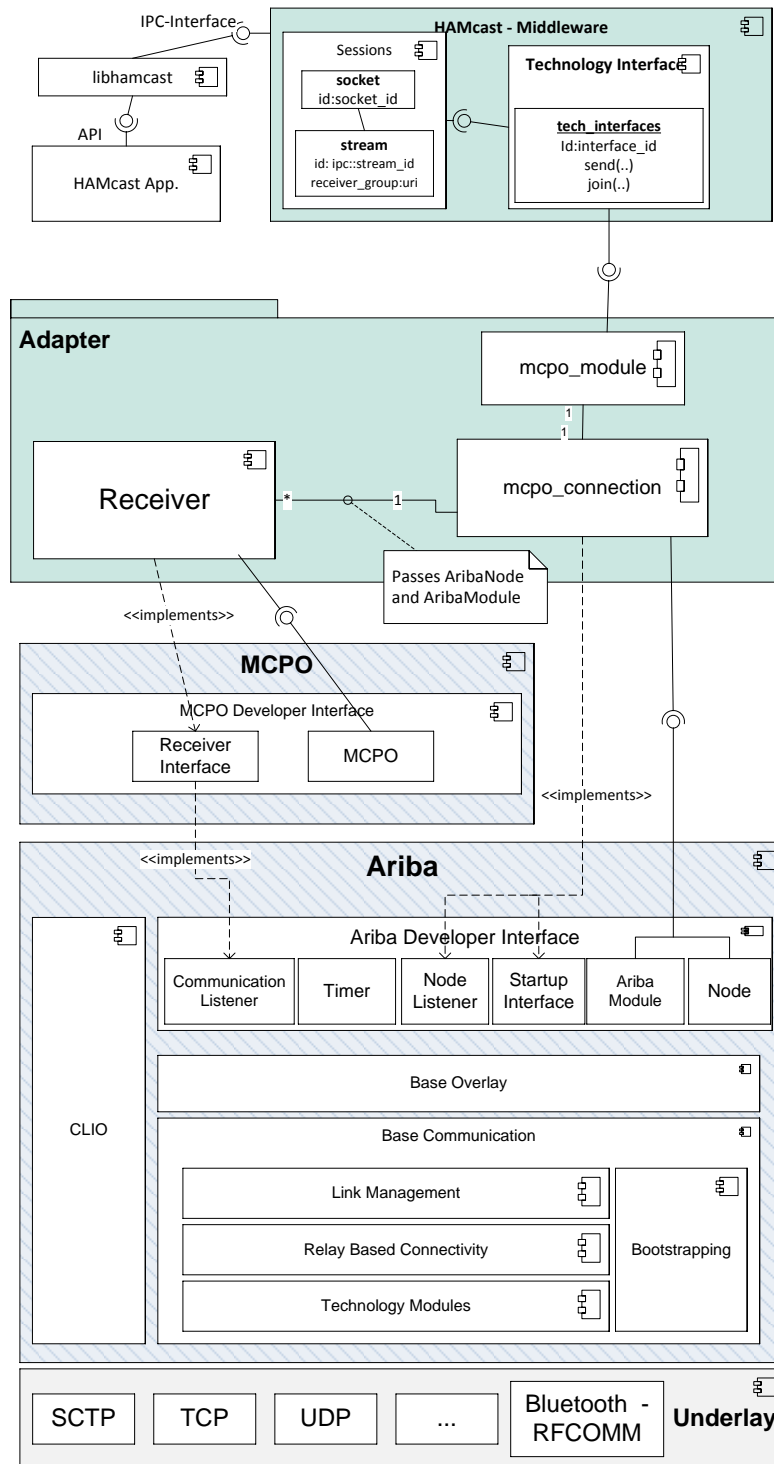 IPC-Interface
HAMcast - Middleware
libhamcast
API
HAMcast App.
Sessions
socket
id:socket_id
stream
id: ipc::stream_id
receiver_group:uri
Technology Interface
tech_interfaces
Id:interface_id
send(..)
join(..)
Adapter
mcpo_module
1
1
mcpo_connection
Receiver
*
1
Passes AribaNode
and AribaModule
<<implements>>
MCPO
MCPO Developer Interface
Receiver
Interface
MCPO
<<implements>>
<<implements>>
Ariba
CLIO
Ariba Developer Interface
Communication
Listener
Timer
Node
Listener
Startup
Interface
Ariba
Module
Node
Base Overlay
Base Communication
Link Management
Relay Based Connectivity
Technology Modules
Bootstrapping
SCTP
TCP
UDP
...
Bluetooth -
RFCOMM
Underlay